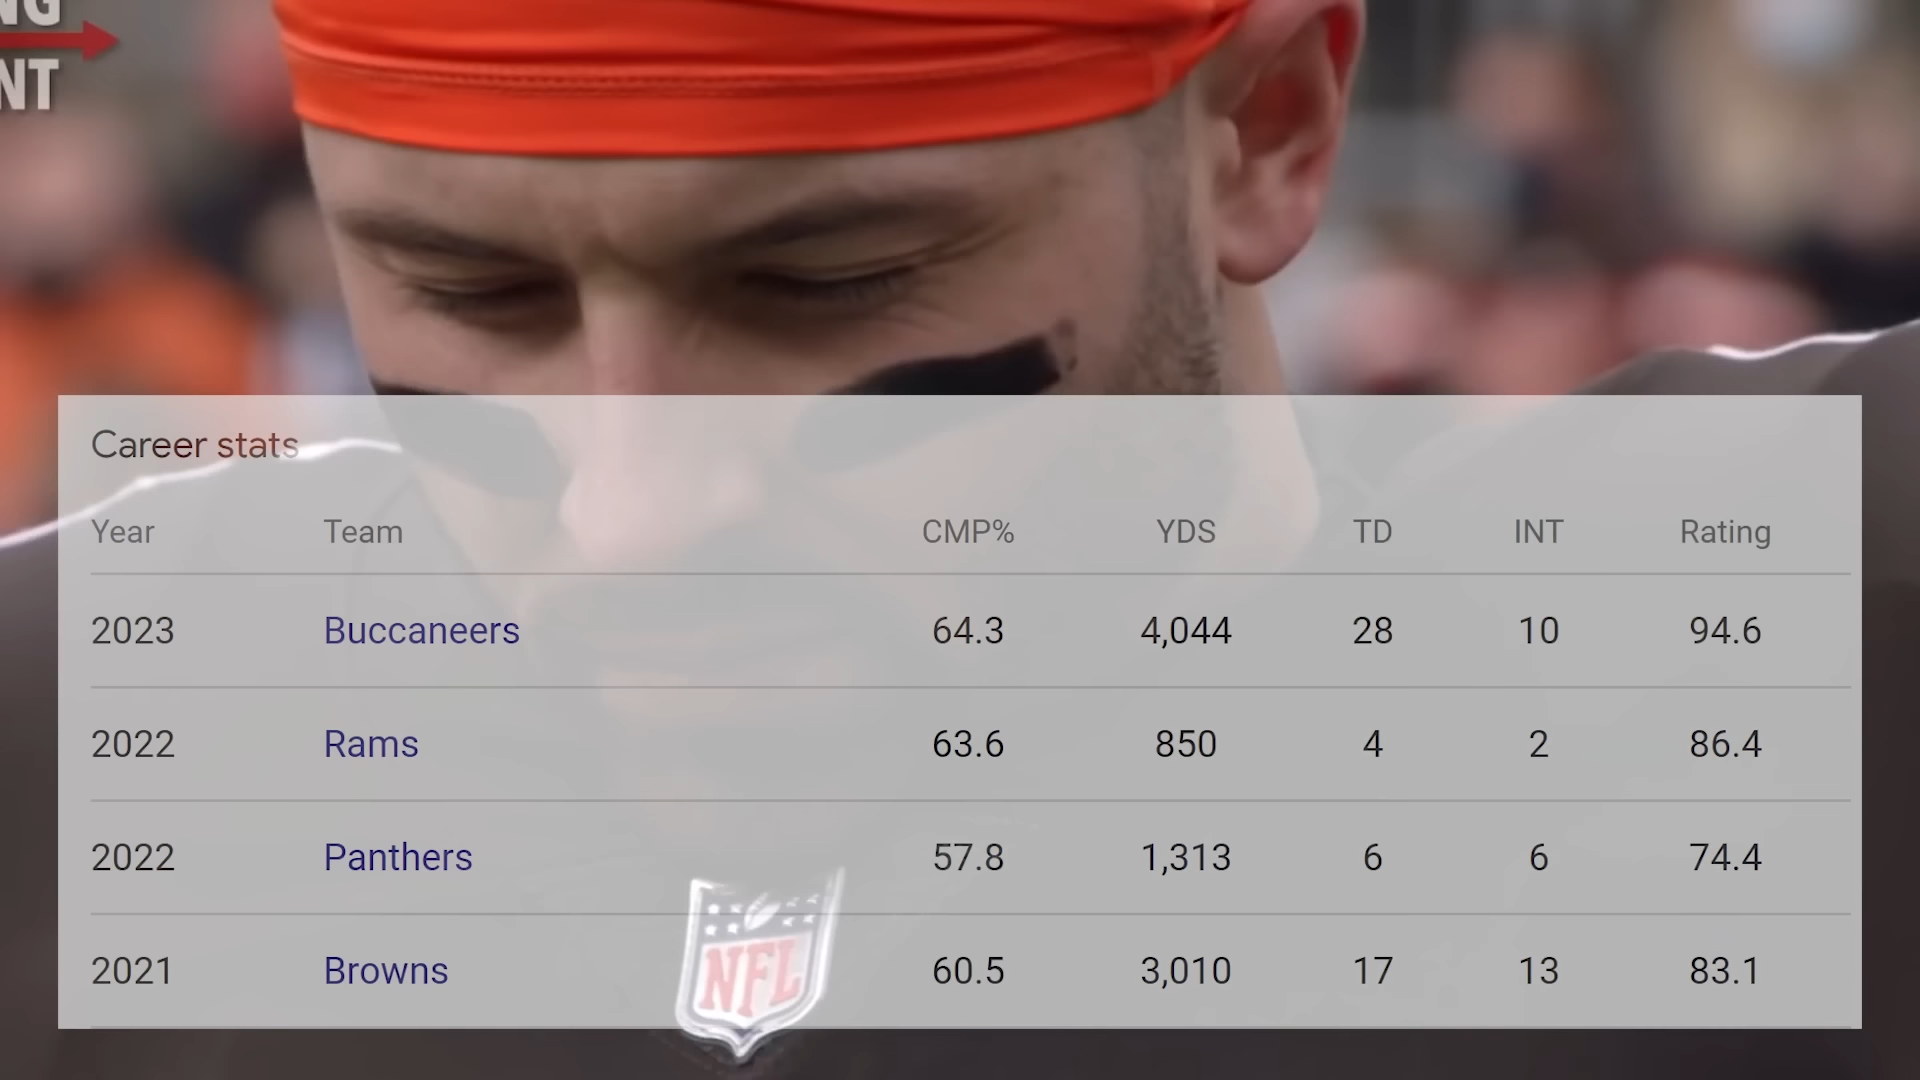 NG
NT
Career stats
Year Team CMP% YDS TD INT Rating
2023 Buccaneers 64.3 4,044 28 10 94.6
2022 Rams 63.6 850 4 2 86.4
2022 Panthers 57.8 1,313 6 6 74.4
2021 Browns 60.5 3,010 17 13 83.1
NFL